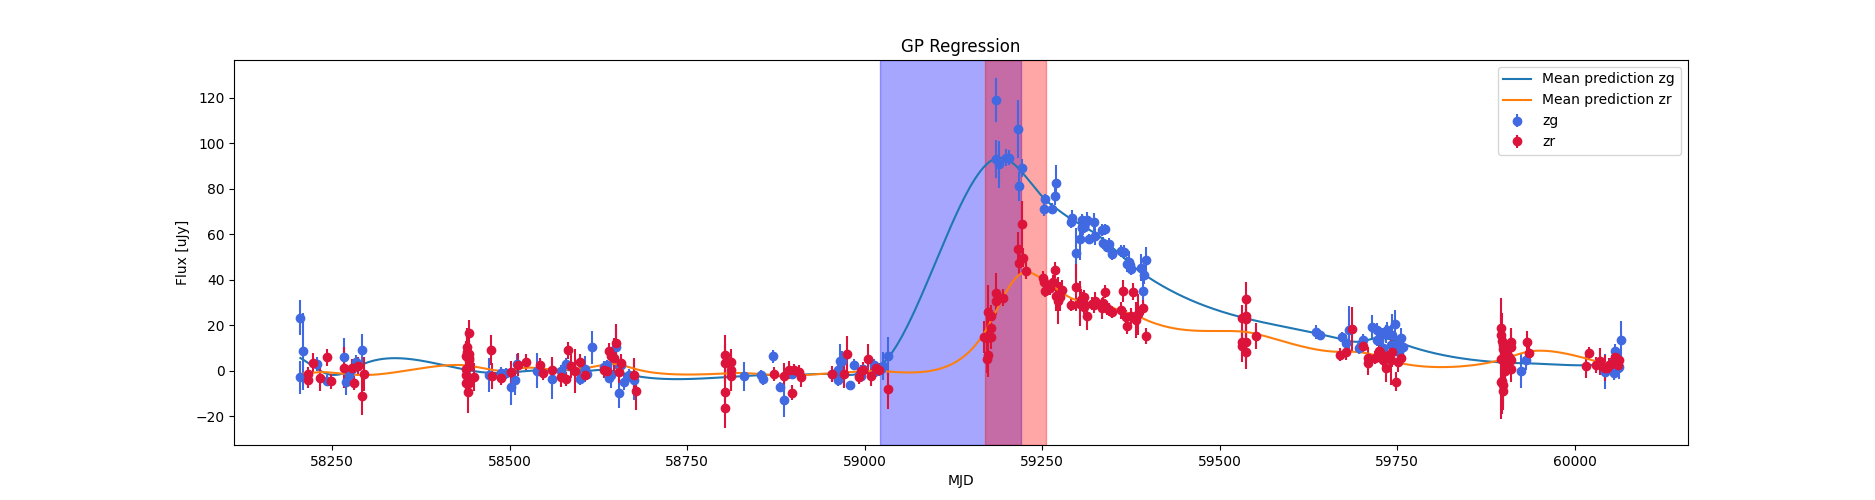 GP Regression
Mean prediction zg
Mean prediction zr
zg
zr
Flux [uJy]
120
100
80
60
40
20
0
−20
58250
58500
58750
59000
59250
59500
59750
60000
MJD